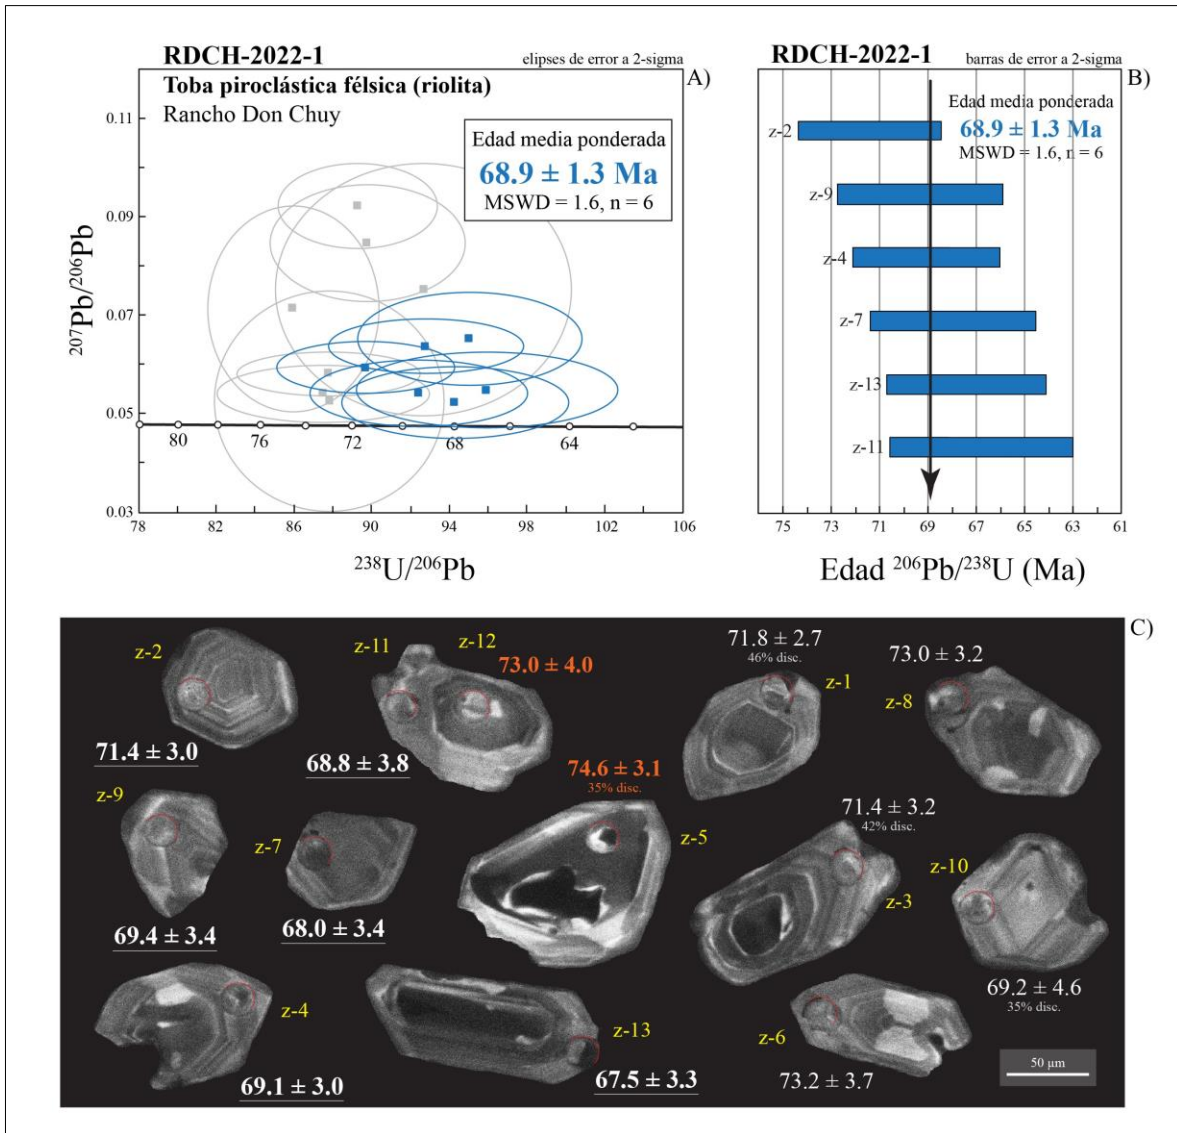 RDCH-2022-1
elipses de error a 2-sigma
A)
Toba piroclástica félsica (riolita)
Rancho Don Chuy
Edad media ponderada
68.9 ± 1.3 Ma
MSWD = 1.6, n = 6
0.11
0.09
0.07
0.05
0.03
²⁰⁷Pb/²⁰⁶Pb
80
76
72
68
64
78
82
86
90
94
98
102
106
²³⁸U/²⁰⁶Pb
RDCH-2022-1
barras de error a 2-sigma
B)
Edad media ponderada
68.9 ± 1.3 Ma
MSWD = 1.6, n = 6
z-2
z-9
z-4
z-7
z-13
z-11
75
73
71
69
67
65
63
61
Edad ²⁰⁶Pb/²³⁸U (Ma)
C)
z-2
71.4 ± 3.0
z-11
z-12
73.0 ± 4.0
68.8 ± 3.8
71.8 ± 2.7
46% disc.
z-1
73.0 ± 3.2
z-8
z-9
69.4 ± 3.4
z-7
68.0 ± 3.4
74.6 ± 3.1
35% disc.
z-5
71.4 ± 3.2
42% disc.
z-3
z-10
69.2 ± 4.6
35% disc.
z-4
69.1 ± 3.0
z-13
67.5 ± 3.3
z-6
73.2 ± 3.7
50 μm